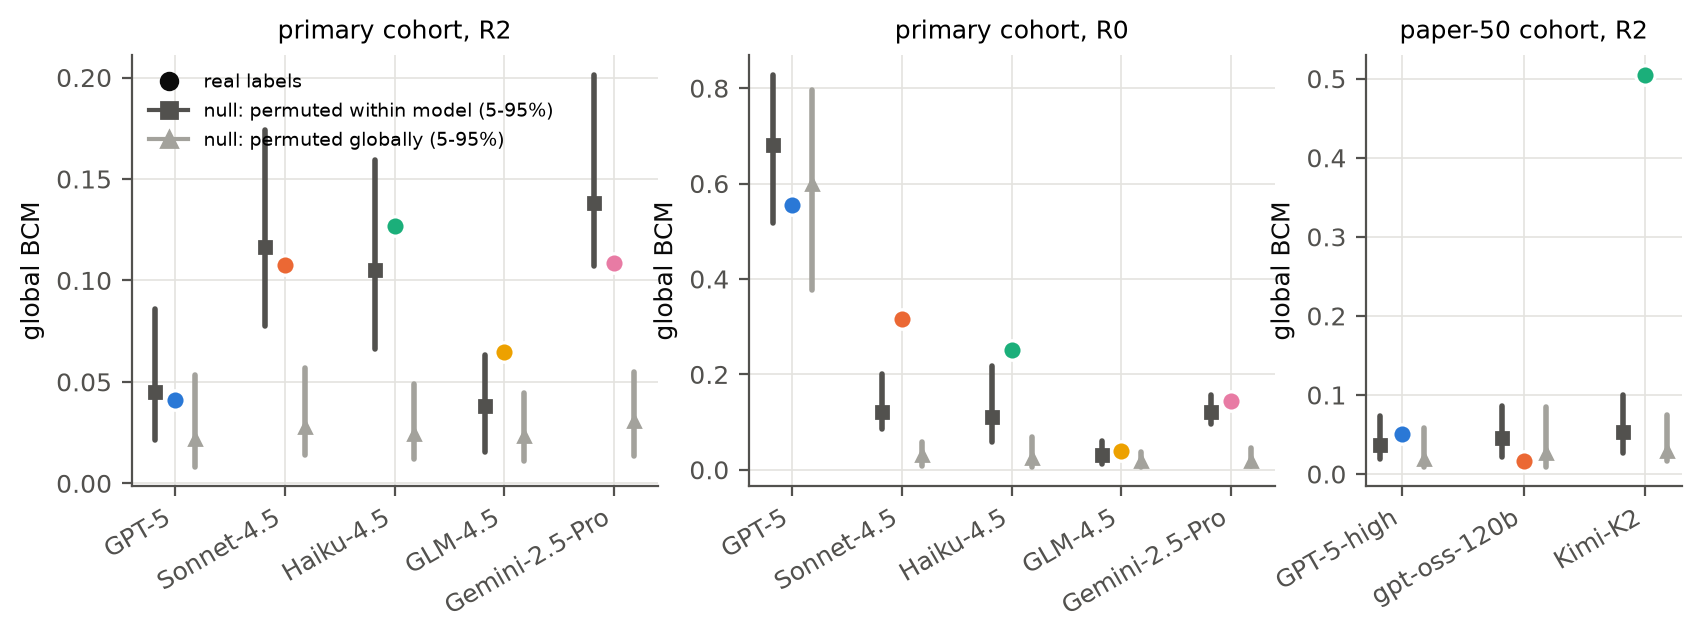 primary cohort, R2
real labels
null: permuted within model (5-95%)
null: permuted globally (5-95%)
global BCM
0.20
0.15
0.10
0.05
0.00
GPT-5
Sonnet-4.5
Haiku-4.5
GLM-4.5
Gemini-2.5-Pro
primary cohort, R0
global BCM
0.8
0.6
0.4
0.2
0.0
GPT-5
Sonnet-4.5
Haiku-4.5
GLM-4.5
Gemini-2.5-Pro
paper-50 cohort, R2
global BCM
0.5
0.4
0.3
0.2
0.1
0.0
GPT-5-high
gpt-oss-120b
Kimi-K2